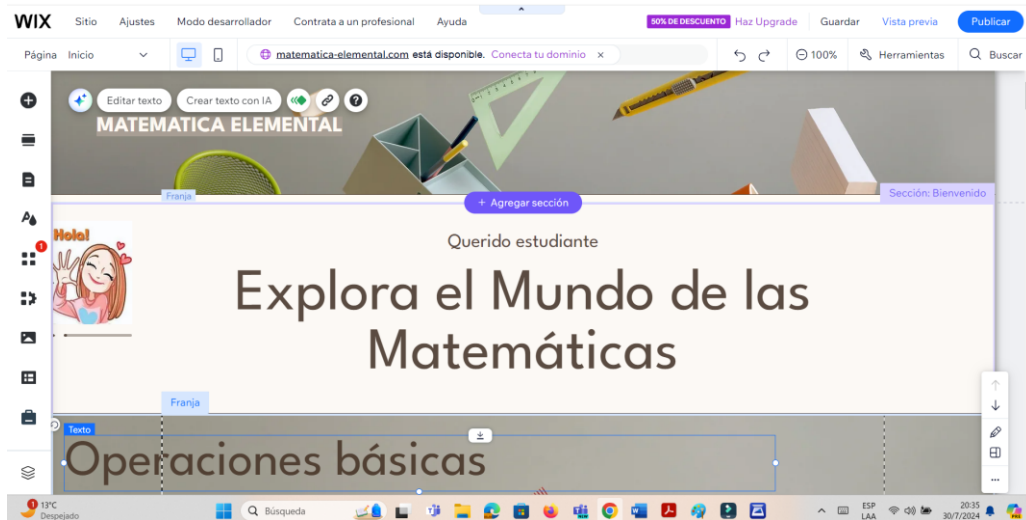 WIX Sitio Ajustes Modo desarrollador Contrata a un profesional Ayuda 50% DE DESCUENTO Haz Upgrade Guardar Vista previa Publicar
Página Inicio matematica-elemental.com está disponible. Conecta tu dominio x 100% Herramientas Buscar
Editar texto Crear texto con IA
MATEMATICA ELEMENTAL
Franja Sección: Bienvenido
+ Agregar sección
Hola!
1
Querido estudiante
Explora el Mundo de las
Matemáticas
Franja
Texto
Operaciones básicas
1 13°C Búsqueda ESP 20:35
Despejado LAA 30/7/2024